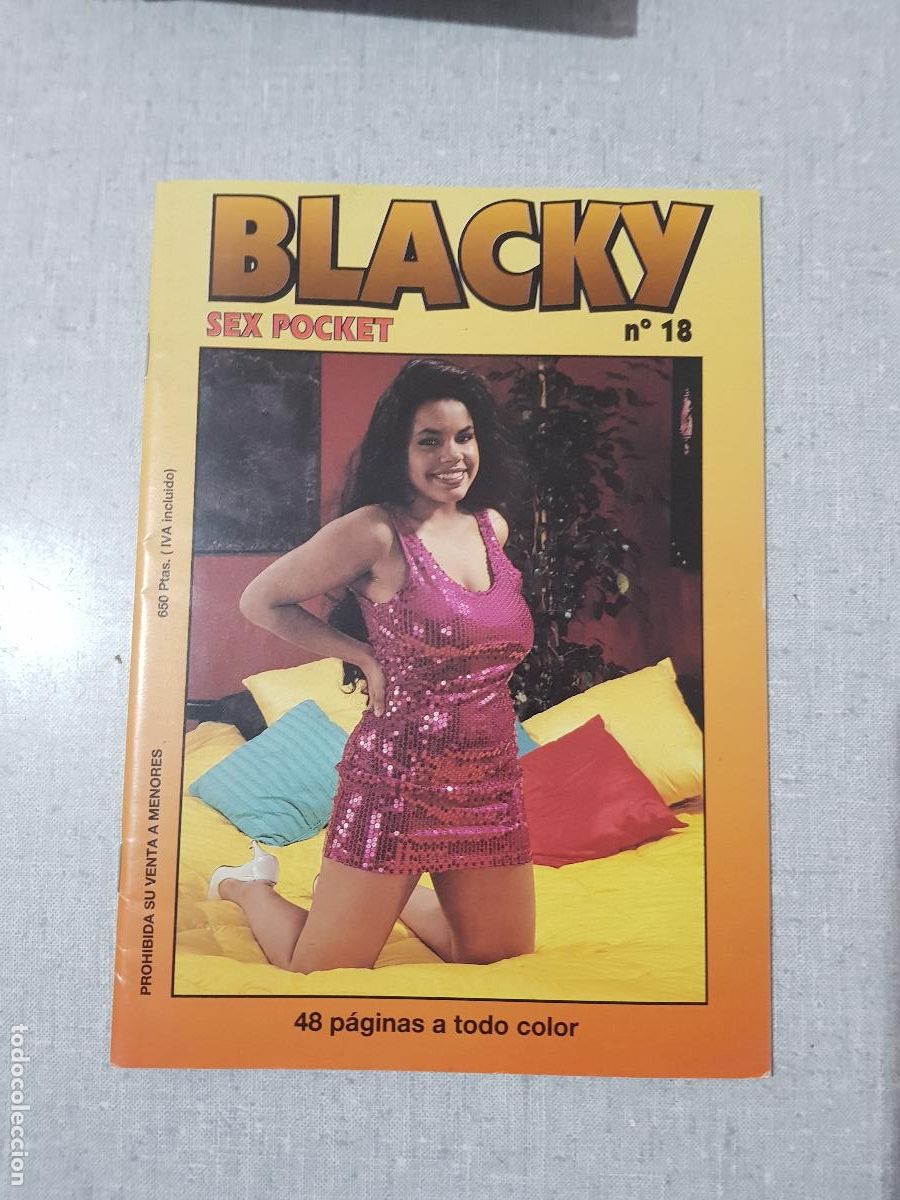 BLACKY
SEX POCKET
nº 18
650 Ptas. ( IVA incluido)
PROHIBIDA SU VENTA A MENORES
48 páginas a todo color
todocoleccion